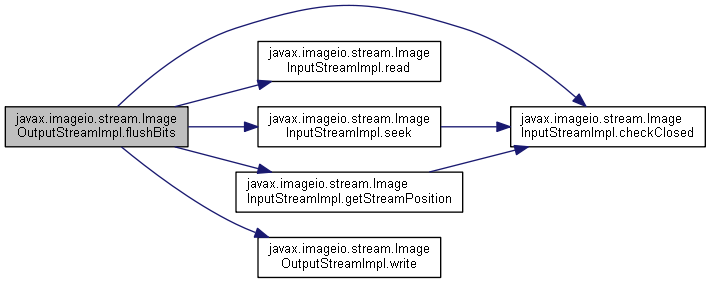 javax.imageio.stream.Image
OutputStreamImpl.flushBits
javax.imageio.stream.Image
InputStreamImpl.read
javax.imageio.stream.Image
InputStreamImpl.seek
javax.imageio.stream.Image
InputStreamImpl.getStreamPosition
javax.imageio.stream.Image
OutputStreamImpl.write
javax.imageio.stream.Image
InputStreamImpl.checkClosed